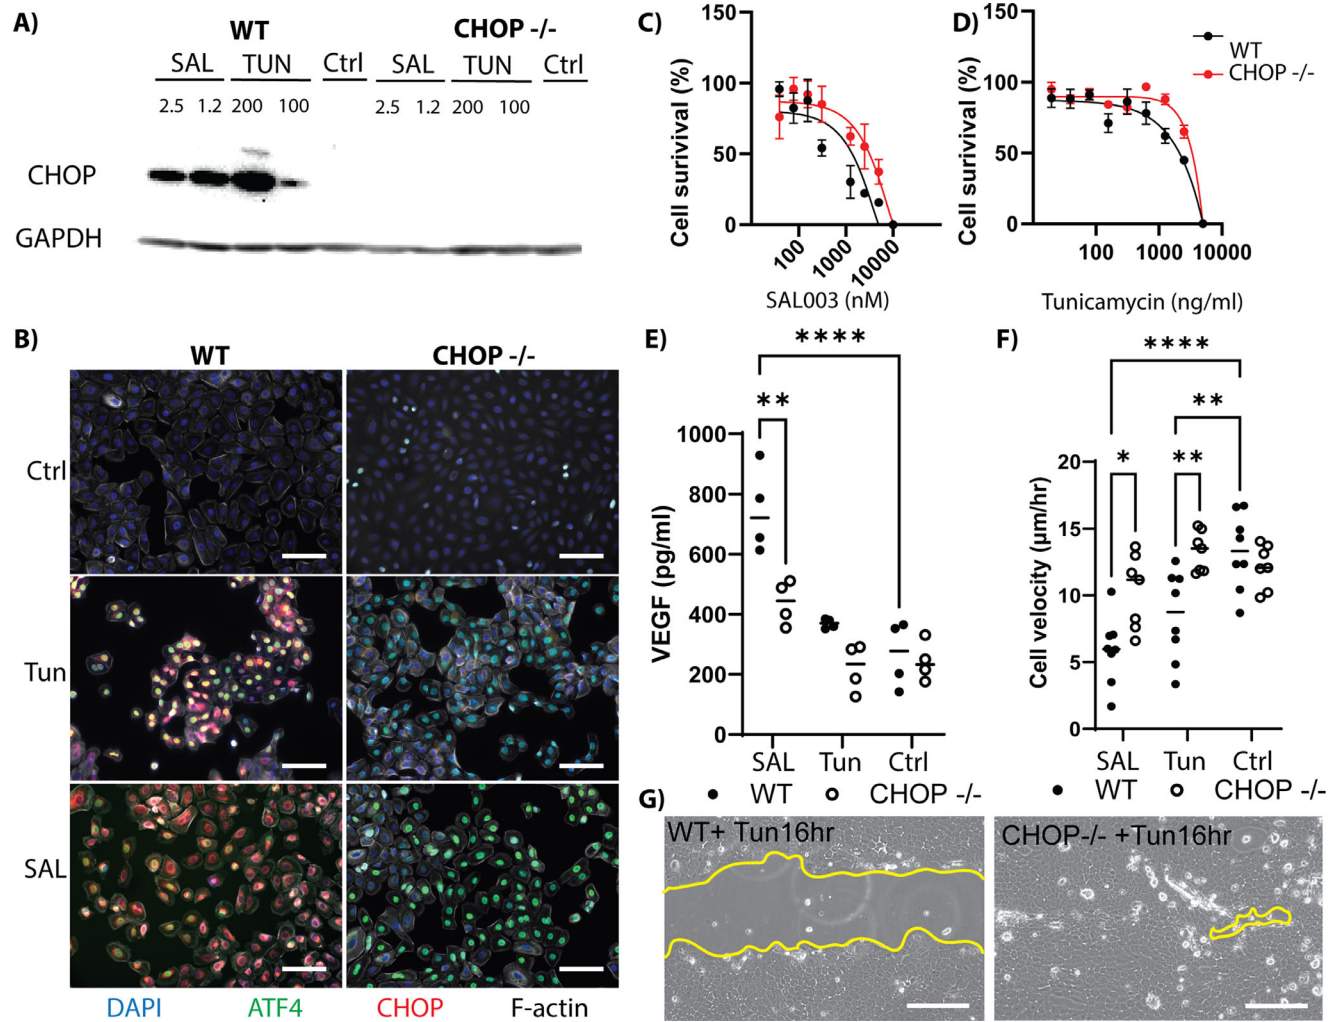 A)
WT
CHOP -/-
SAL TUN Ctrl SAL TUN Ctrl
2.5 1.2 200 100 2.5 1.2 200 100
CHOP
GAPDH
B)
WT
CHOP -/-
Ctrl
Tun
SAL
DAPI ATF4 CHOP F-actin
C)
Cell survival (%)
150
100
50
0
100 1000 10000
SAL003 (nM)
D)
Cell surival (%)
150
100
50
0
100 1000 10000
Tunicamycin (ng/ml)
WT
CHOP -/-
E)
****
**
VEGF (pg/ml)
1000
800
600
400
200
0
SAL Tun Ctrl
WT CHOP -/-
F)
****
**
* **
Cell velocity (µm/hr)
20
15
10
5
0
SAL Tun Ctrl
WT CHOP -/-
G)
WT+ Tun16hr
CHOP-/- +Tun16hr